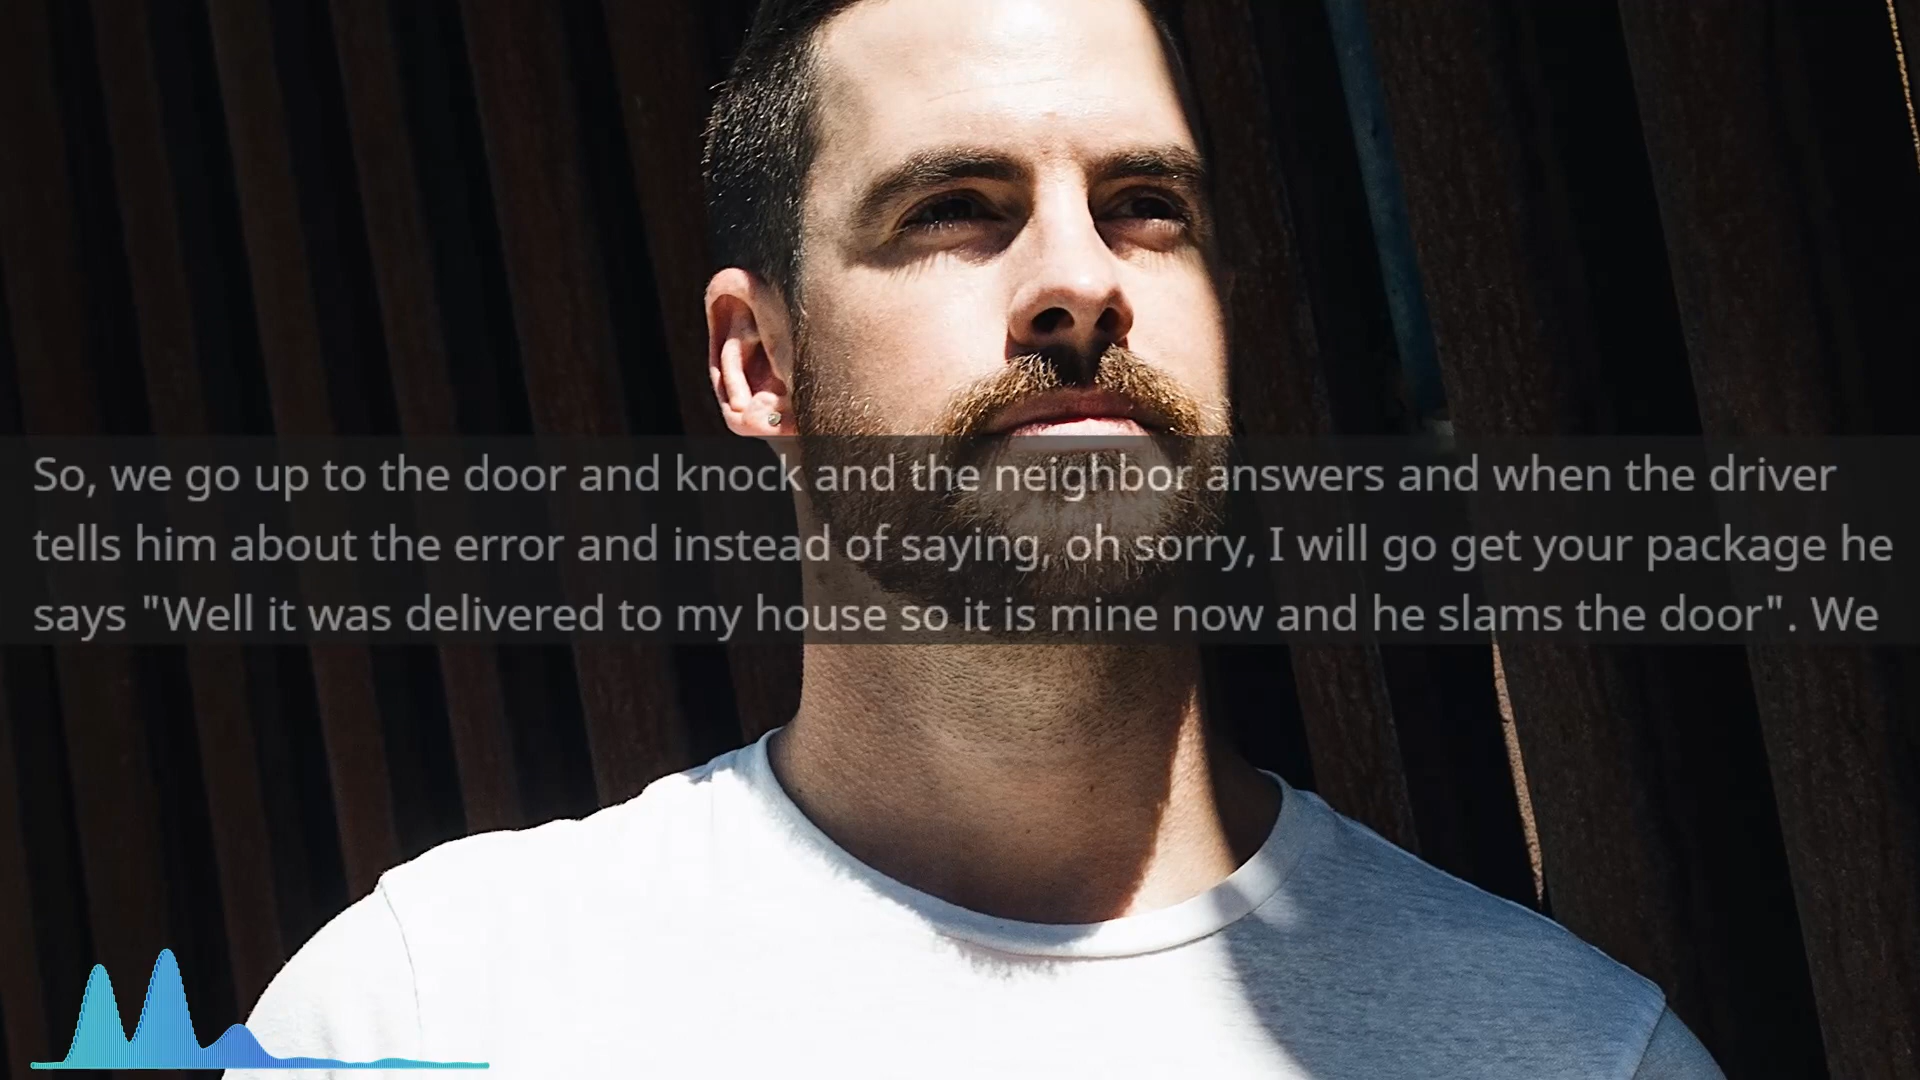 So, we go up to the door and knock and the neighbor answers and when the driver
tells him about the error and instead of saying, oh sorry, I will go get your package he
says "Well it was delivered to my house so it is mine now and he slams the door". We